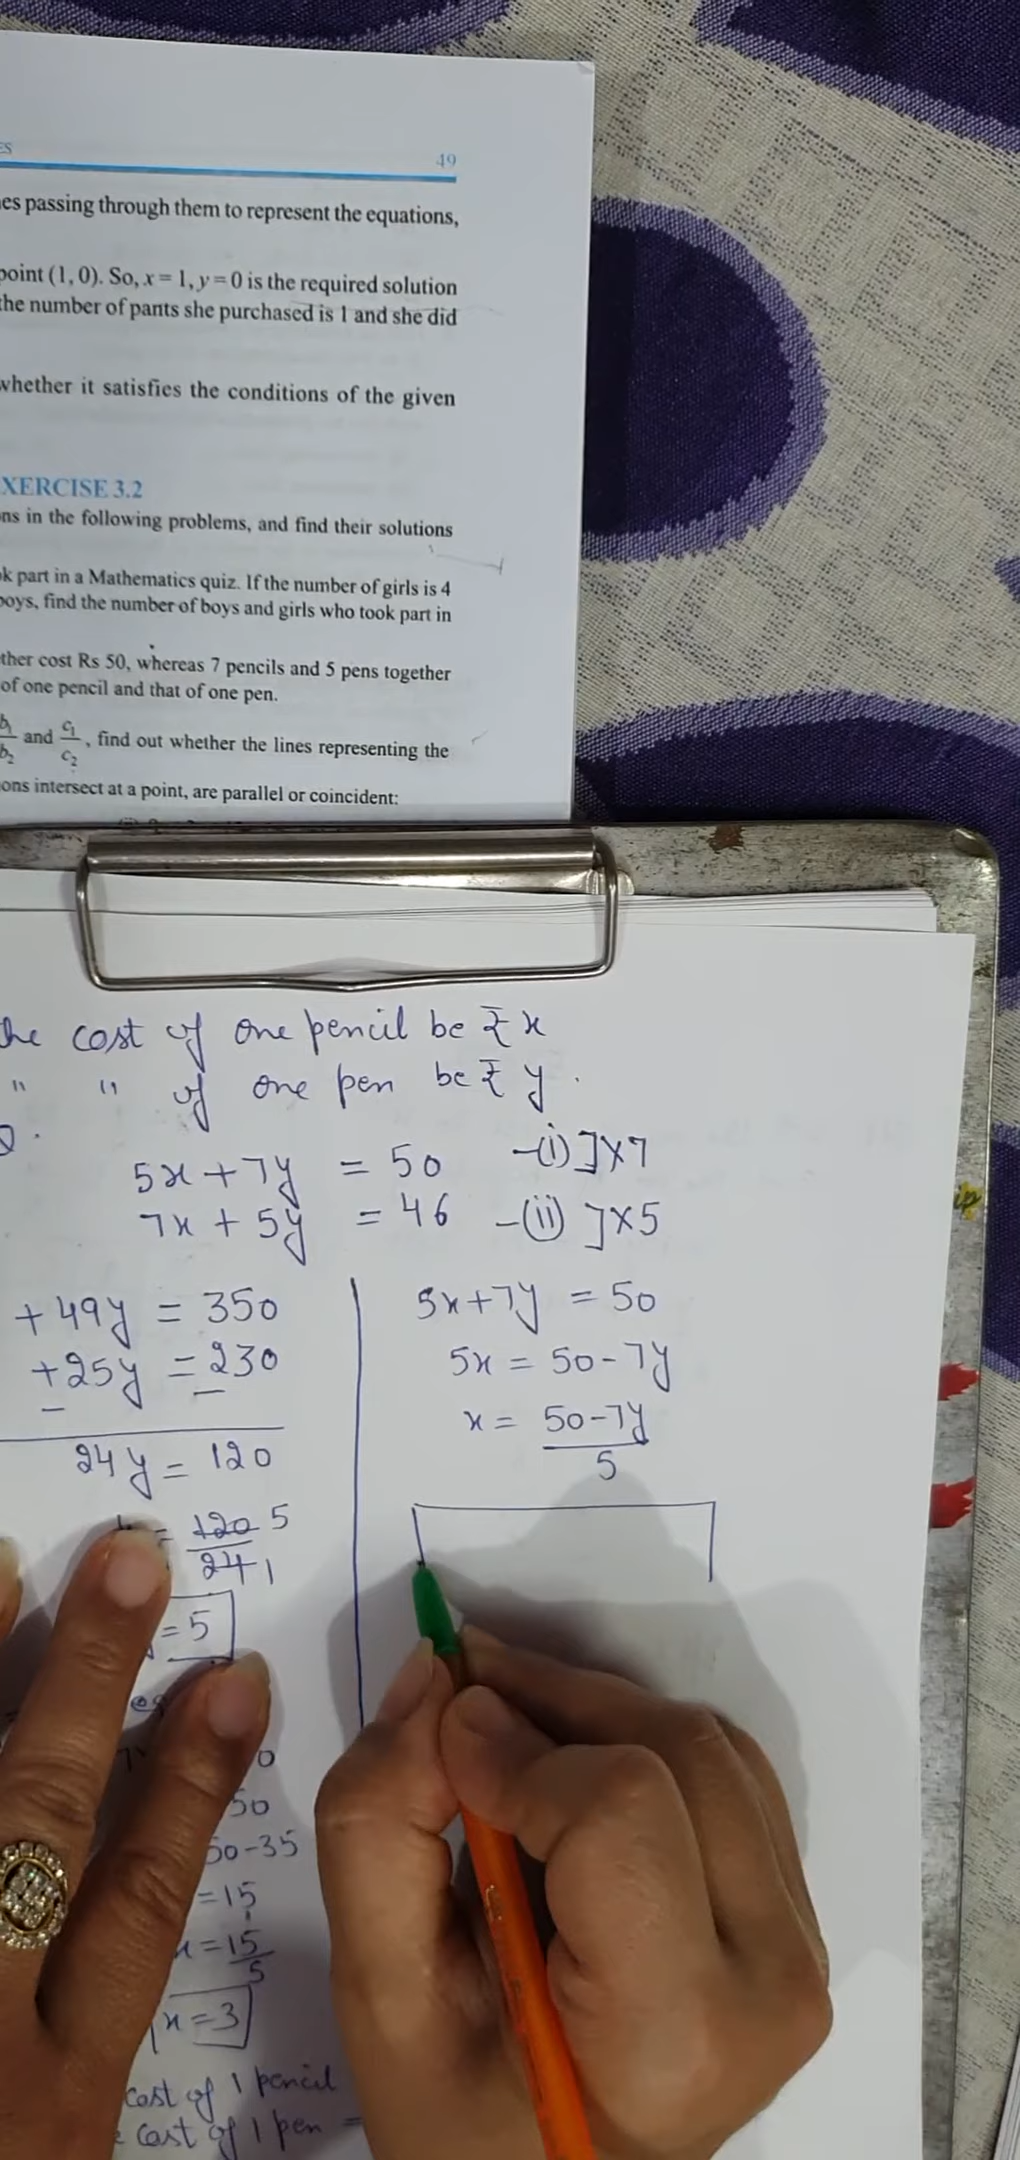 ES 49
es passing through them to represent the equations,
point (1, 0). So, x = 1, y = 0 is the required solution
the number of pants she purchased is 1 and she did
whether it satisfies the conditions of the given
XERCISE 3.2
ns in the following problems, and find their solutions
k part in a Mathematics quiz. If the number of girls is 4
boys, find the number of boys and girls who took part in
ther cost Rs 50, whereas 7 pencils and 5 pens together
of one pencil and that of one pen.
b₁/b₂ and c₁/c₂, find out whether the lines representing the
ons intersect at a point, are parallel or coincident:
the cost of one pencil be ₹ x
" " of one pen be ₹ y.
5x + 7y = 50 -(i)]×7
7x + 5y = 46 -(ii)]×5
+ 49y = 350
+25y = 230
− −
24y = 120
= 120/24 5 1
= 5
0
50
50-35
= 15
x = 15/5
x = 3
cost of 1 pencil
cost of 1 pen =
5x+7y = 50
5x = 50-7y
x = 50-7y/5